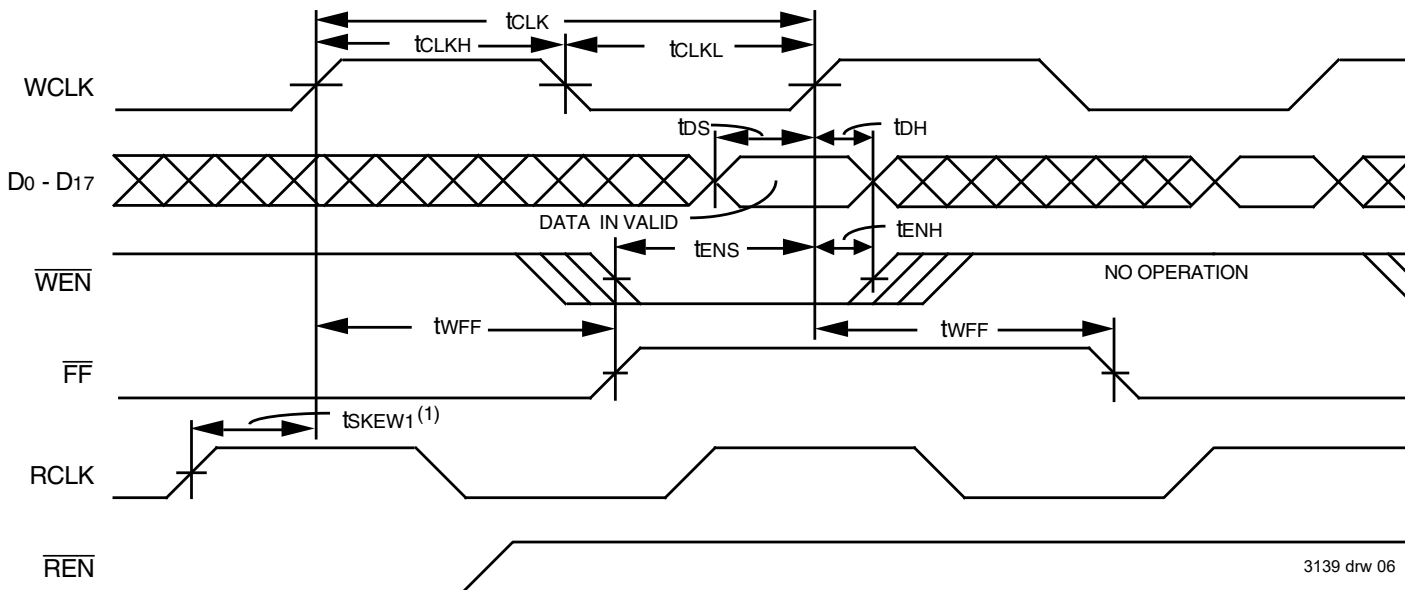 tCLK
tCLKH
tCLKL
WCLK
tDS
tDH
D0 - D17
DATA IN VALID
tENS
tENH
WEN
NO OPERATION
tWFF
tWFF
FF
tSKEW1(1)
RCLK
REN
3139 drw 06